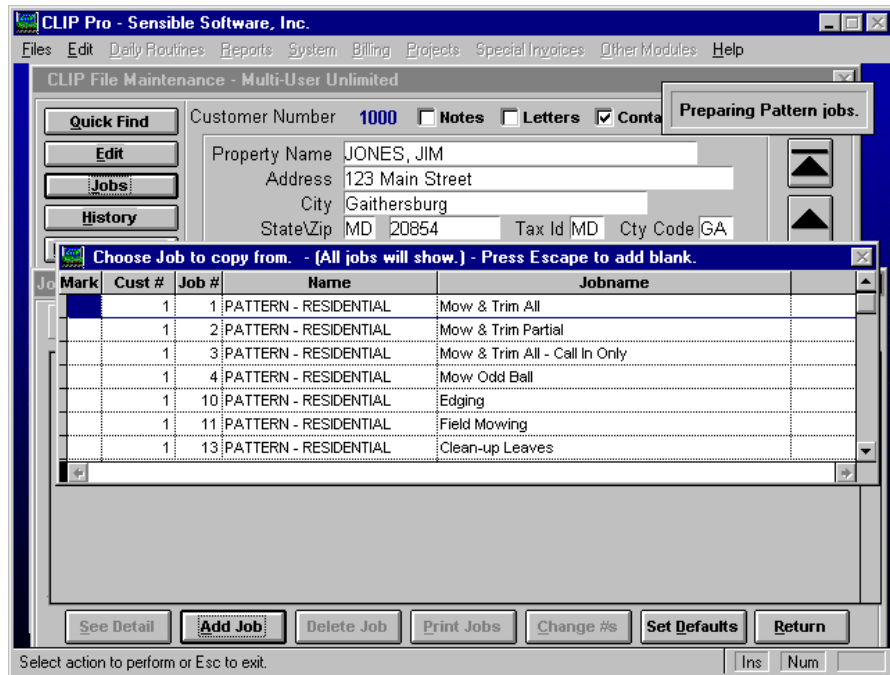 CLIP Pro - Sensible Software, Inc.
Files Edit Daily Routines Reports System Billing Projects Special Invoices Other Modules Help
CLIP File Maintenance - Multi-User Unlimited
Preparing Pattern jobs.
Quick Find
Customer Number 1000 Notes Letters Conta
Edit
Property Name JONES, JIM
Jobs
Address 123 Main Street
City Gaithersburg
History
State\Zip MD 20854 Tax Id MD Cty Code GA
Choose Job to copy from. - (All jobs will show.) - Press Escape to add blank.
Jo
Mark Cust # Job # Name Jobname
1 1 PATTERN - RESIDENTIAL Mow & Trim All
1 2 PATTERN - RESIDENTIAL Mow & Trim Partial
1 3 PATTERN - RESIDENTIAL Mow & Trim All - Call In Only
1 4 PATTERN - RESIDENTIAL Mow Odd Ball
1 10 PATTERN - RESIDENTIAL Edging
1 11 PATTERN - RESIDENTIAL Field Mowing
1 13 PATTERN - RESIDENTIAL Clean-up Leaves
See Detail Add Job Delete Job Print Jobs Change #s Set Defaults Return
Select action to perform or Esc to exit. Ins Num